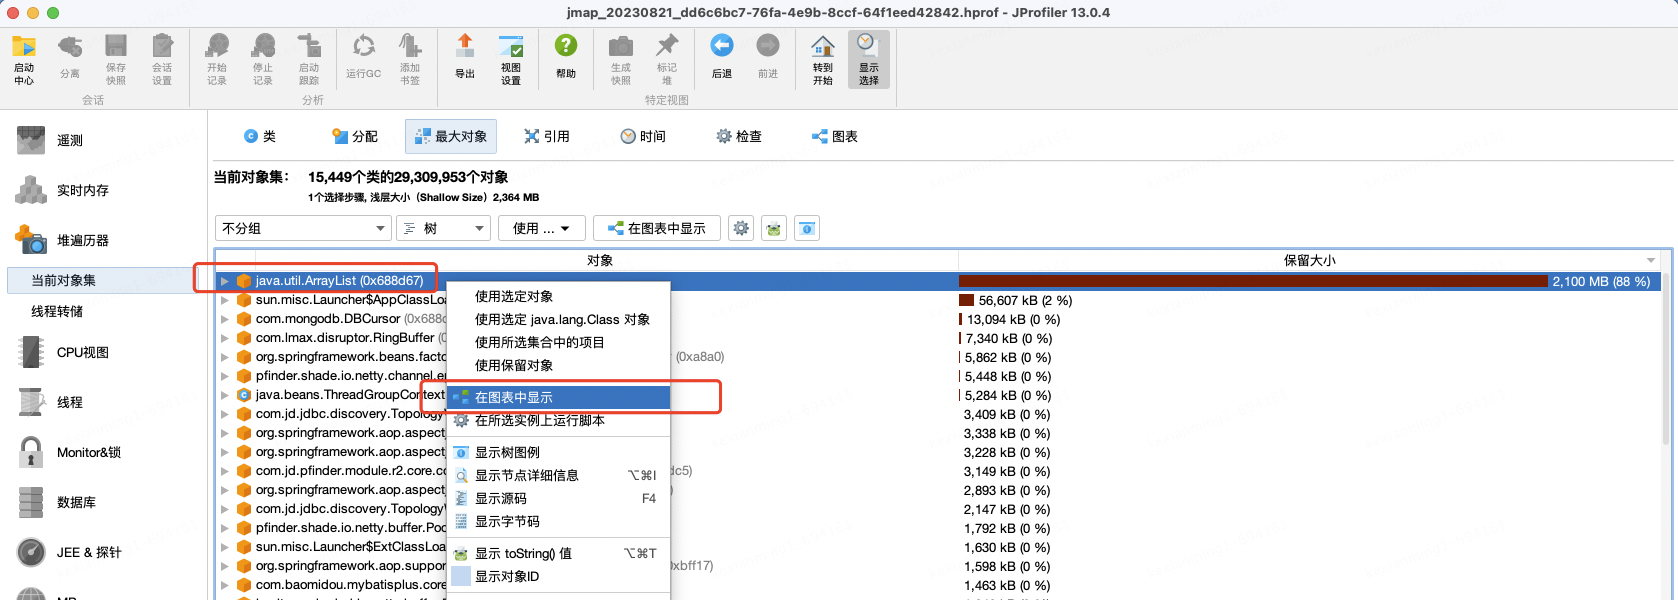 jmap_20230821_dd6c6bc7-76fa-4e9b-8ccf-64f1eed42842.hprof - JProfiler 13.0.4
启动中心
分离
保存快照
会话设置
开始记录
停止记录
启动跟踪
运行GC
添加书签
导出
视图设置
帮助
生成快照
标记堆
后退
前进
转到开始
显示选择
会话
分析
特定视图
遥测
实时内存
堆遍历器
当前对象集
线程转储
CPU视图
线程
Monitor&锁
数据库
JEE & 探针
类
分配
最大对象
引用
时间
检查
图表
当前对象集： 15,449个类的29,309,953个对象
1个选择步骤, 浅层大小（Shallow Size）2,364 MB
不分组
树
使用 ...
在图表中显示
对象 保留大小
java.util.ArrayList (0x688d67) 2,100 MB (88 %)
sun.misc.Launcher$AppClassLoa 56,607 kB (2 %)
com.mongodb.DBCursor (0x688c 13,094 kB (0 %)
com.lmax.disruptor.RingBuffer (0 7,340 kB (0 %)
org.springframework.beans.facto (0xa8a0) 5,862 kB (0 %)
pfinder.shade.io.netty.channel.e 5,448 kB (0 %)
java.beans.ThreadGroupContext 5,284 kB (0 %)
com.jd.jdbc.discovery.Topology 3,409 kB (0 %)
org.springframework.aop.aspect 3,338 kB (0 %)
org.springframework.aop.aspect 3,228 kB (0 %)
com.jd.pfinder.module.r2.core.c dc5) 3,149 kB (0 %)
org.springframework.aop.aspect ) 2,893 kB (0 %)
com.jd.jdbc.discovery.Topology 2,147 kB (0 %)
pfinder.shade.io.netty.buffer.Poo 1,792 kB (0 %)
sun.misc.Launcher$ExtClassLoa 1,630 kB (0 %)
org.springframework.aop.suppor 0xbff17) 1,598 kB (0 %)
com.baomidou.mybatisplus.core 1,463 kB (0 %)
使用选定对象
使用选定 java.lang.Class 对象
使用所选集合中的项目
使用保留对象
在图表中显示
在所选实例上运行脚本
显示树图例
显示节点详细信息 ⌥⌘I
显示源码 F4
显示字节码
显示 toString() 值 ⌥⌘T
显示对象ID